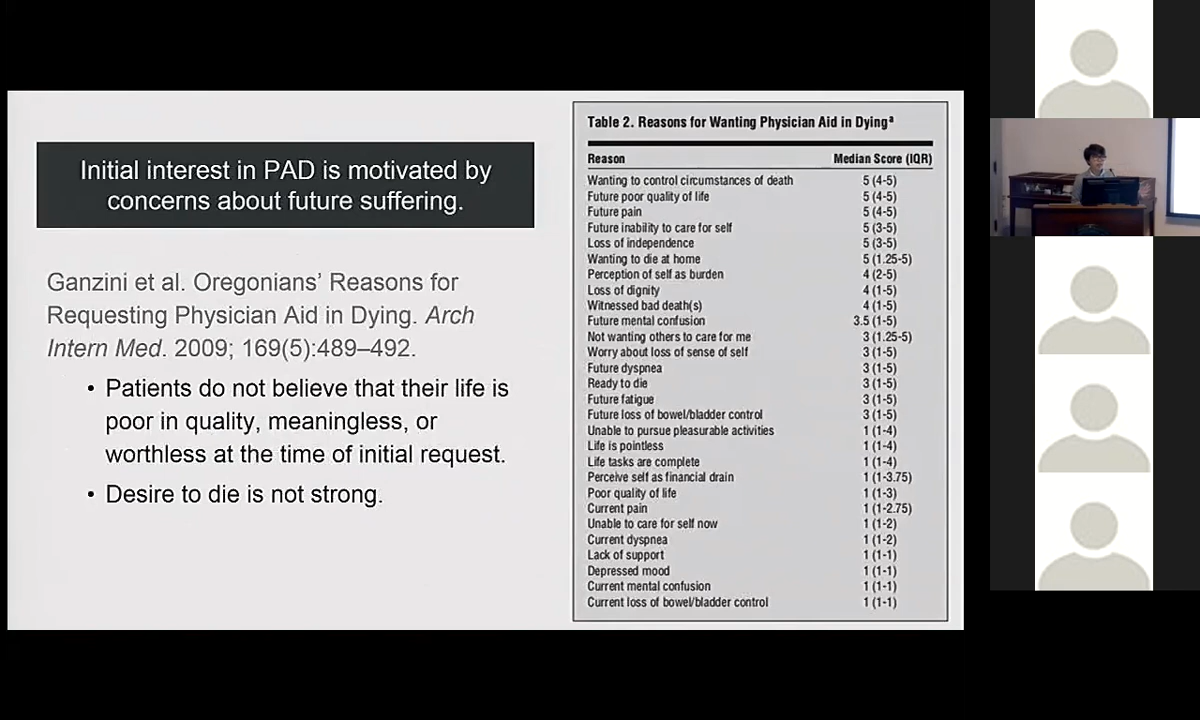 Initial interest in PAD is motivated by
concerns about future suffering.
Ganzini et al. Oregonians’ Reasons for
Requesting Physician Aid in Dying. Arch
Intern Med. 2009; 169(5):489–492.
• Patients do not believe that their life is
poor in quality, meaningless, or
worthless at the time of initial request.
• Desire to die is not strong.
Table 2. Reasons for Wanting Physician Aid in Dyingª
Reason Median Score (IQR)
Wanting to control circumstances of death 5 (4-5)
Future poor quality of life 5 (4-5)
Future pain 5 (4-5)
Future inability to care for self 5 (3-5)
Loss of independence 5 (3-5)
Wanting to die at home 5 (1.25-5)
Perception of self as burden 4 (2-5)
Loss of dignity 4 (1-5)
Witnessed bad death(s) 4 (1-5)
Future mental confusion 3.5 (1-5)
Not wanting others to care for me 3 (1.25-5)
Worry about loss of sense of self 3 (1-5)
Future dyspnea 3 (1-5)
Ready to die 3 (1-5)
Future fatigue 3 (1-5)
Future loss of bowel/bladder control 3 (1-5)
Unable to pursue pleasurable activities 1 (1-4)
Life is pointless 1 (1-4)
Life tasks are complete 1 (1-4)
Perceive self as financial drain 1 (1-3.75)
Poor quality of life 1 (1-3)
Current pain 1 (1-2.75)
Unable to care for self now 1 (1-2)
Current dyspnea 1 (1-2)
Lack of support 1 (1-1)
Depressed mood 1 (1-1)
Current mental confusion 1 (1-1)
Current loss of bowel/bladder control 1 (1-1)